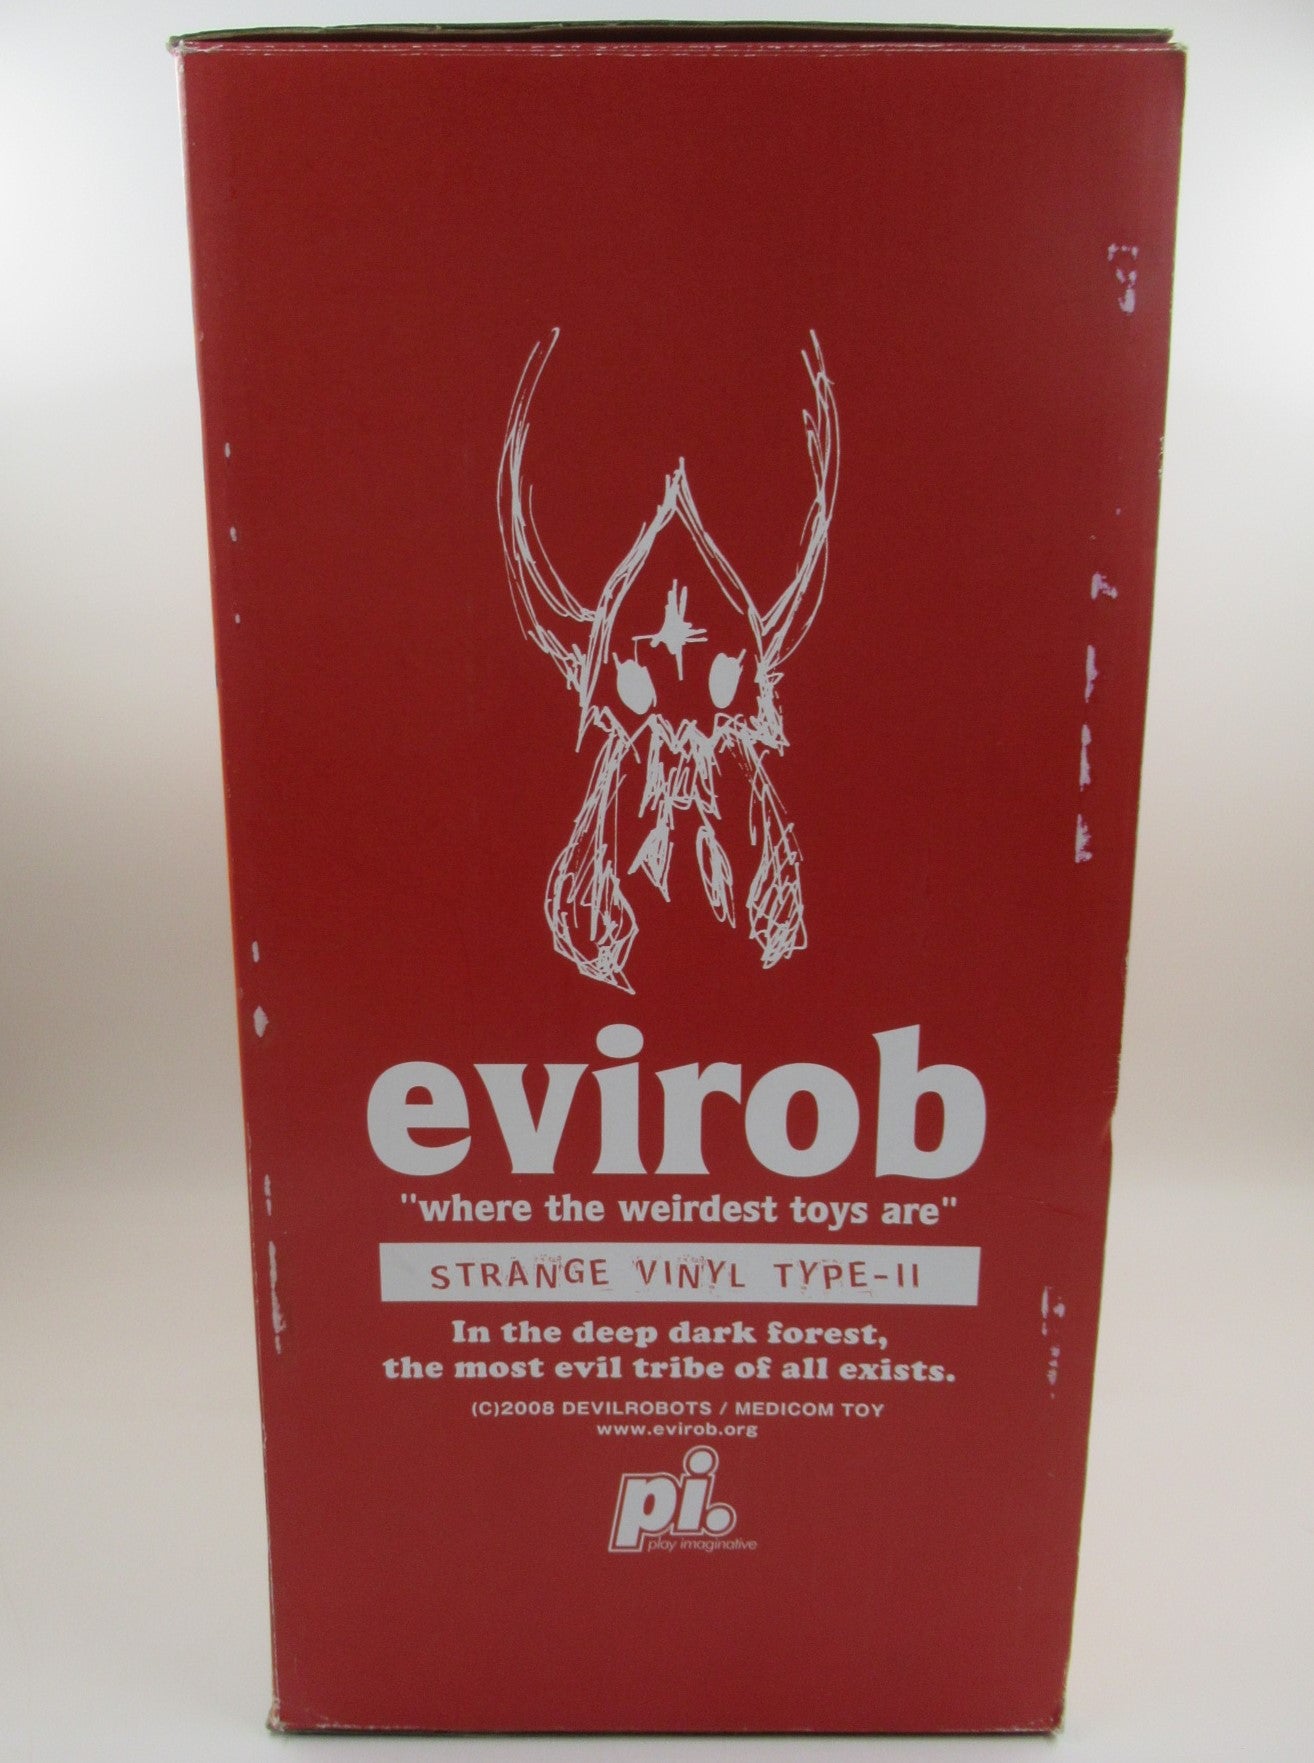 evirob
"where the weirdest toys are"
STRANGE VINYL TYPE-II
In the deep dark forest,
the most evil tribe of all exists.
(C)2008 DEVILROBOTS / MEDICOM TOY
www.evirob.org
pi.
play imaginative